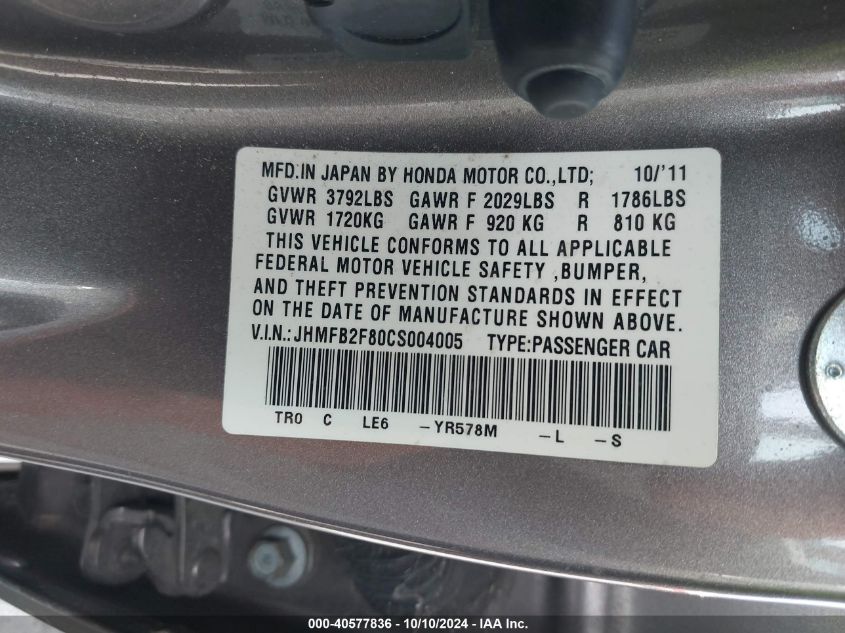 MFD.IN JAPAN BY HONDA MOTOR CO.,LTD; 10/'11
GVWR 3792LBS GAWR F 2029LBS R 1786LBS
GVWR 1720KG GAWR F 920 KG R 810 KG
THIS VEHICLE CONFORMS TO ALL APPLICABLE
FEDERAL MOTOR VEHICLE SAFETY ,BUMPER,
AND THEFT PREVENTION STANDARDS IN EFFECT
ON THE DATE OF MANUFACTURE SHOWN ABOVE.
V.I.N.:JHMFB2F80CS004005 TYPE:PASSENGER CAR
TR0 C LE6 –YR578M –L –S
000-40577836 - 10/10/2024 - IAAI. Inc.